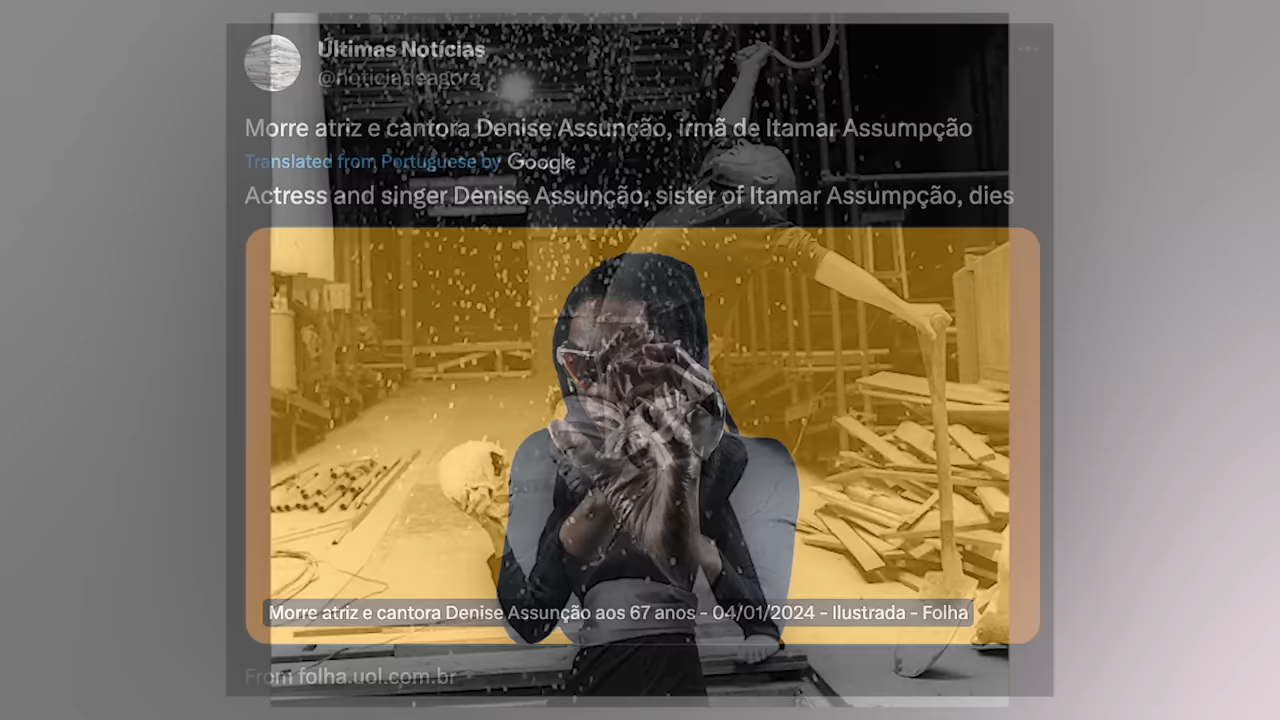 Últimas Notícias
@noticiadeagora
Morre atriz e cantora Denise Assunção, irmã de Itamar Assumpção
Translated from Portuguese by Google
Actress and singer Denise Assunção, sister of Itamar Assumpção, dies
Morre atriz e cantora Denise Assunção aos 67 anos - 04/01/2024 - Ilustrada - Folha
From folha.uol.com.br